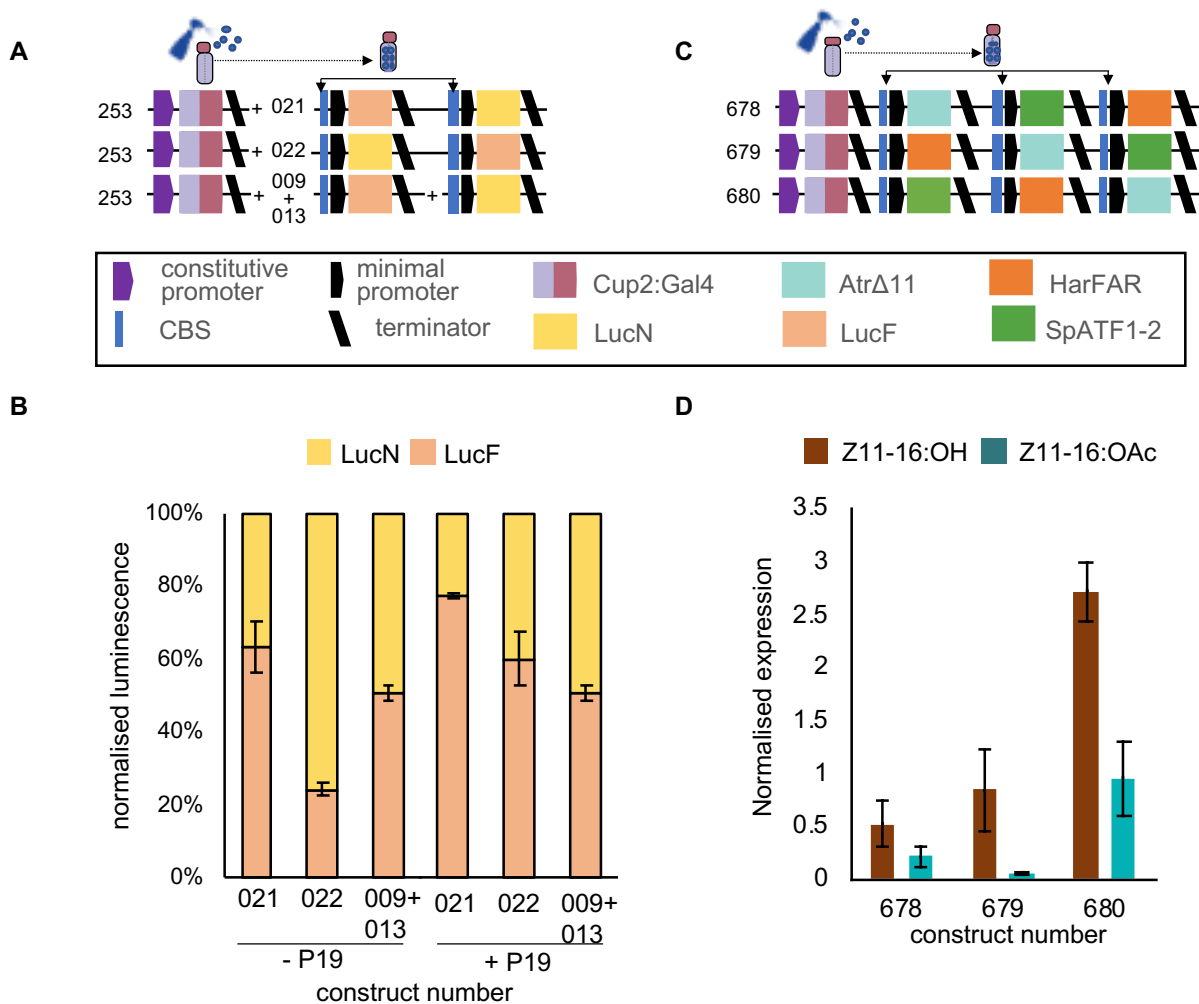 A
253
+
021
253
+
022
253
+
009
+
013
+
C
678
679
680
constitutive
promoter
minimal
promoter
Cup2:Gal4
AtrΔ11
HarFAR
CBS
terminator
LucN
LucF
SpATF1-2
B
LucN LucF
normalised luminescence
100%
80%
60%
40%
20%
0%
021 022 009+
013
021 022 009+
013
- P19 + P19
construct number
D
Z11-16:OH Z11-16:OAc
Normalised expression
3.5
3
2.5
2
1.5
1
0.5
0
678 679 680
construct number